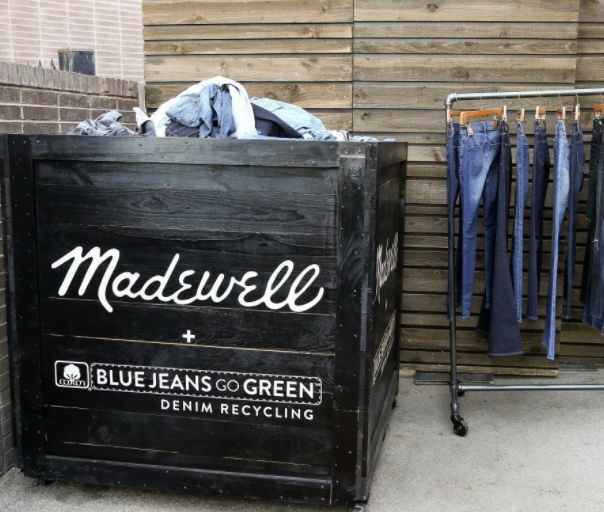 Madewell
+
cotton BLUE JEANS GO GREEN
DENIM RECYCLING